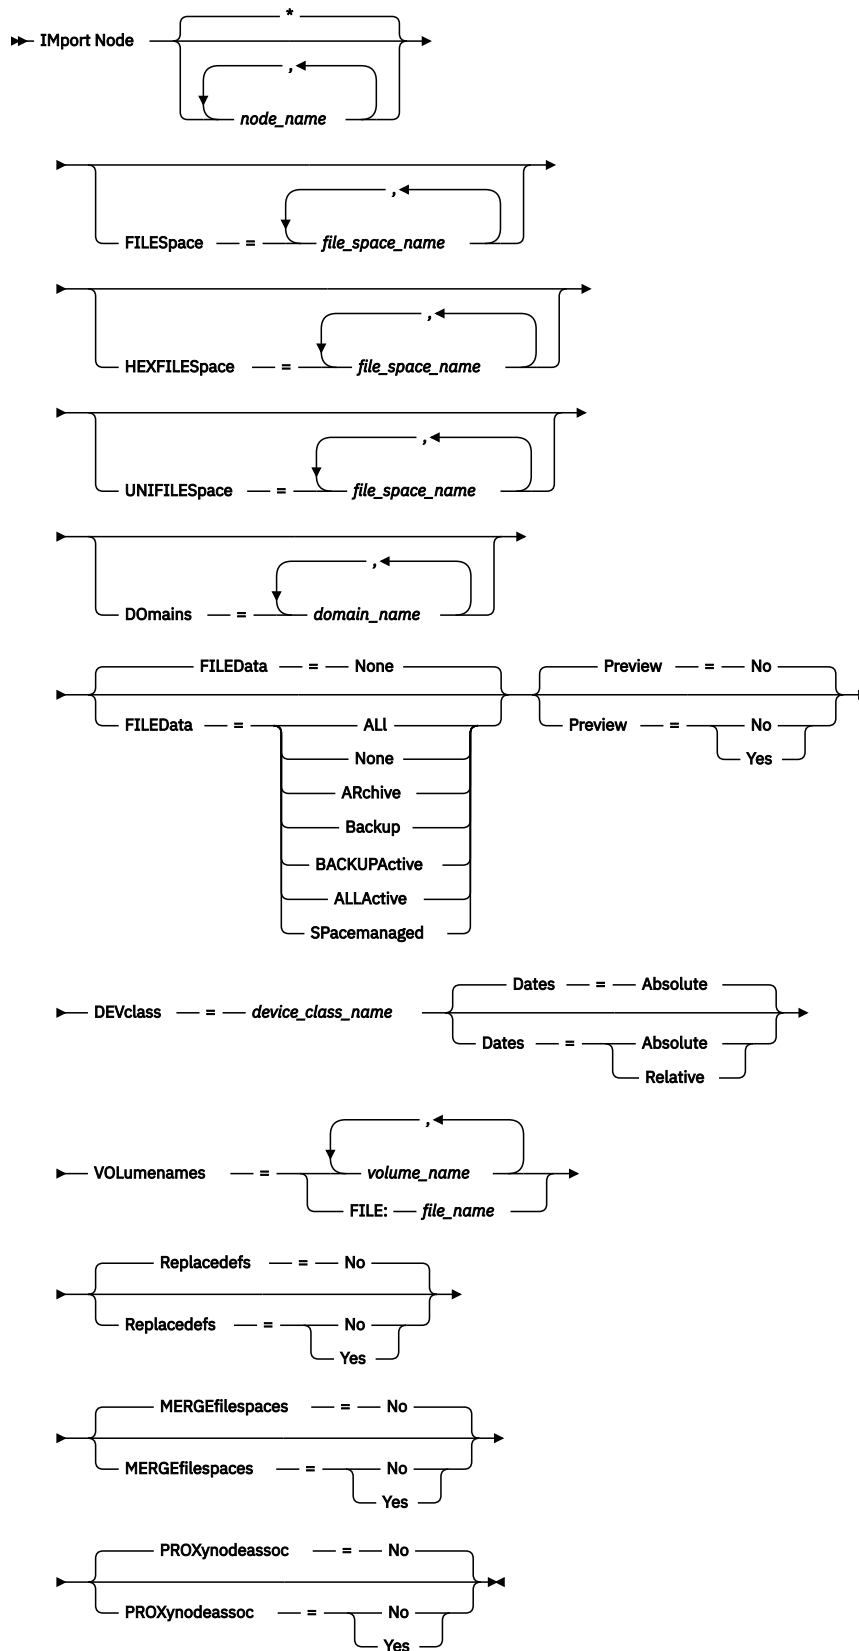 *
IMport Node
,
node_name
,
FILESpace = file_space_name
,
HEXFILESpace = file_space_name
,
UNIFILESpace = file_space_name
,
DOmains = domain_name
FILEData = None Preview = No
FILEData = ALl Preview = No
None Yes
ARchive
Backup
BACKUPActive
ALLActive
SPacemanaged
Dates = Absolute
DEVclass = device_class_name
Dates = Absolute
Relative
,
VOLumenames = volume_name
FILE: file_name
Replacedefs = No
Replacedefs = No
Yes
MERGEfilespaces = No
MERGEfilespaces = No
Yes
PROXynodeassoc = No
PROXynodeassoc = No
Yes